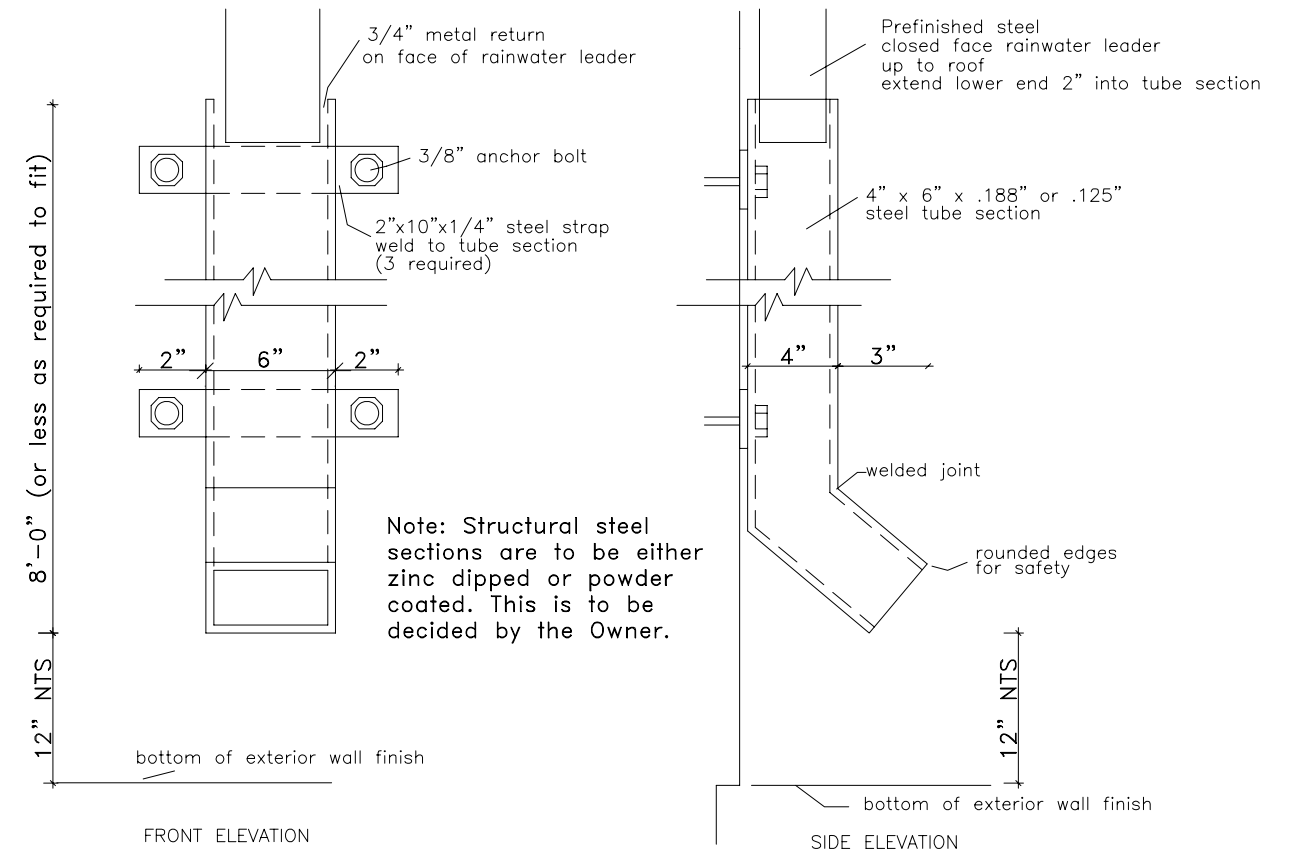 3/4" metal return
on face of rainwater leader
Prefinished steel
closed face rainwater leader
up to roof
extend lower end 2" into tube section
3/8" anchor bolt
4" x 6" x .188" or .125"
steel tube section
2"x10"x1/4" steel strap
weld to tube section
(3 required)
8'-0" (or less as required to fit)
2"
6"
2"
4"
3"
welded joint
Note: Structural steel
sections are to be either
zinc dipped or powder
coated. This is to be
decided by the Owner.
rounded edges
for safety
12" NTS
12" NTS
bottom of exterior wall finish
bottom of exterior wall finish
FRONT ELEVATION
SIDE ELEVATION